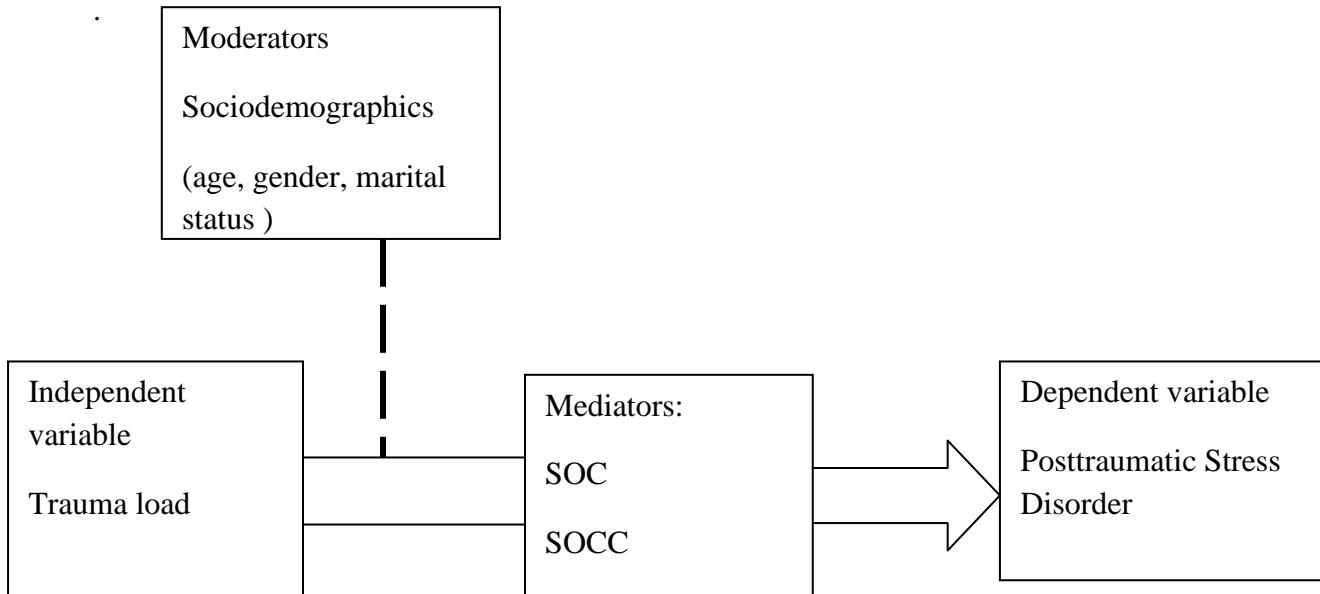 .
Moderators
Sociodemographics
(age, gender, marital
status )
Independent
variable
Trauma load
Mediators:
SOC
SOCC
Dependent variable
Posttraumatic Stress
Disorder